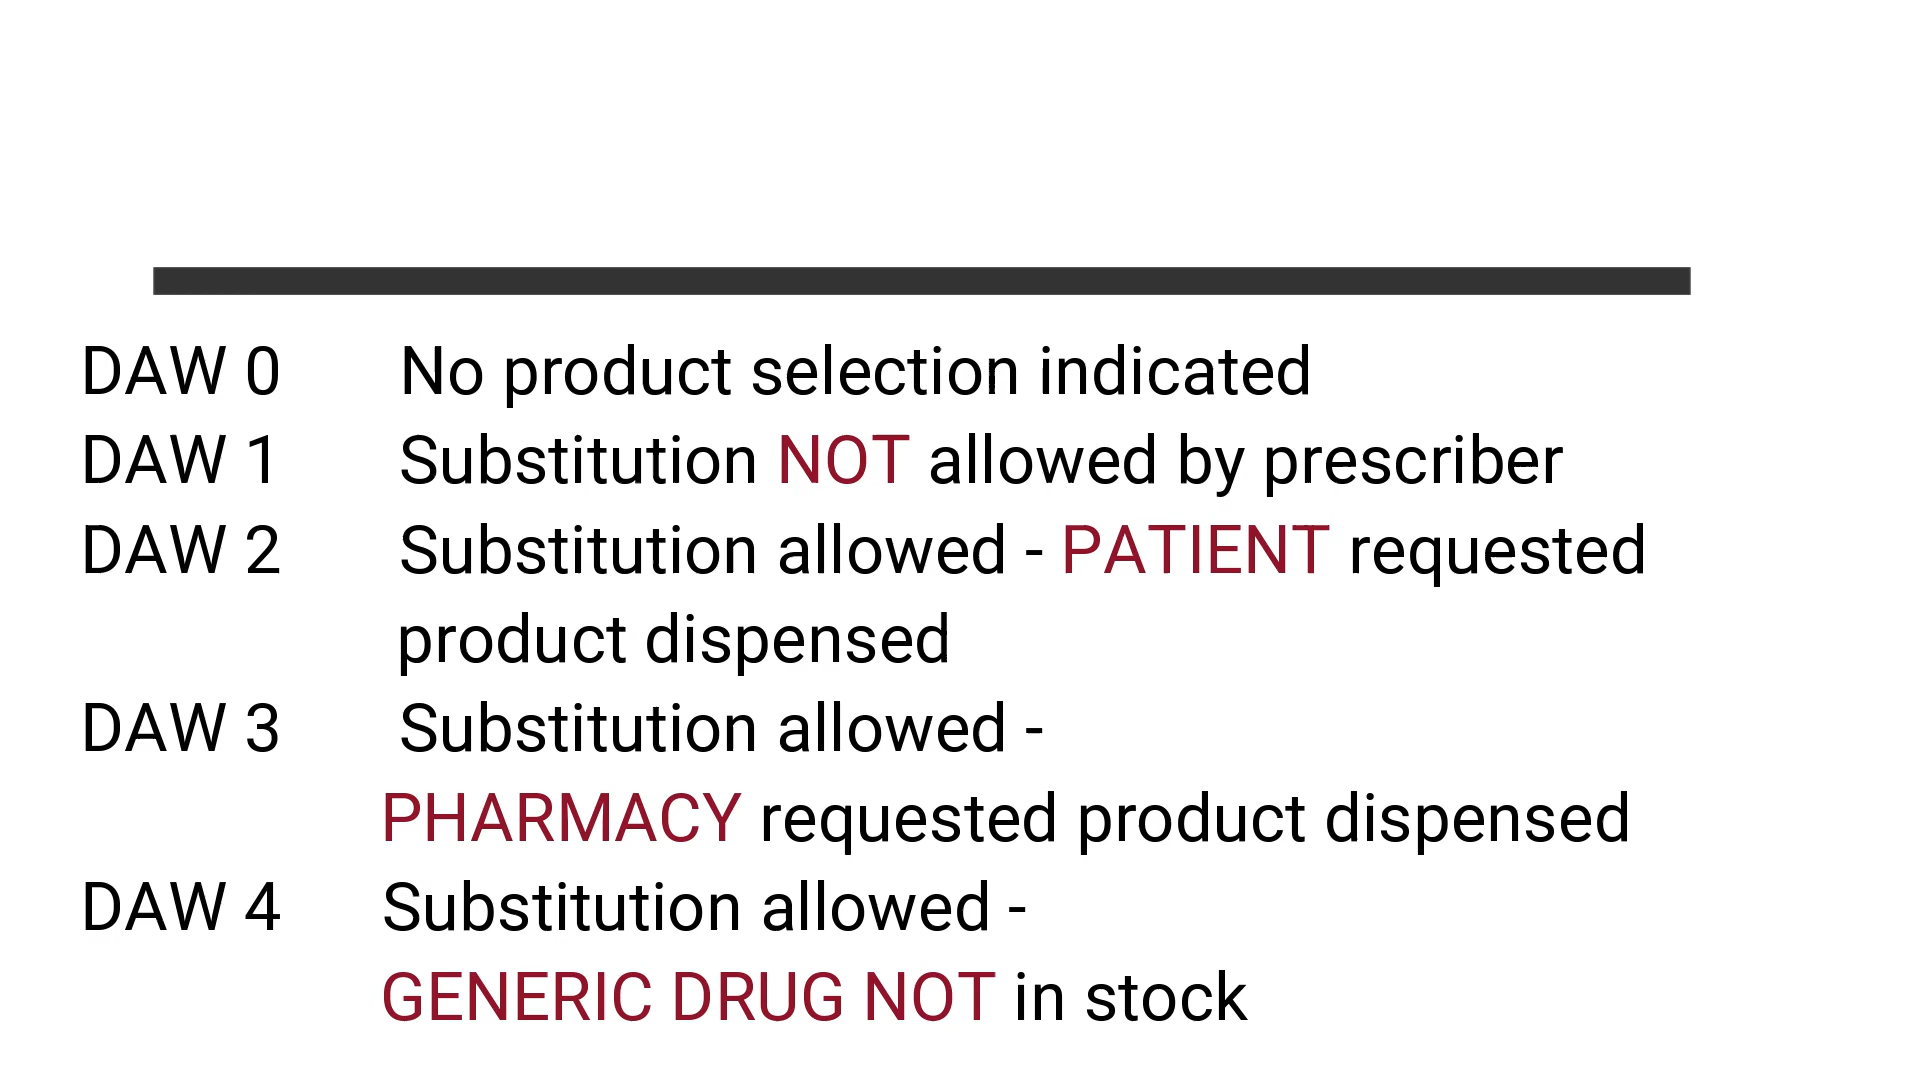 DAW 0 No product selection indicated
DAW 1 Substitution NOT allowed by prescriber
DAW 2 Substitution allowed - PATIENT requested
product dispensed
DAW 3 Substitution allowed -
PHARMACY requested product dispensed
DAW 4 Substitution allowed -
GENERIC DRUG NOT in stock